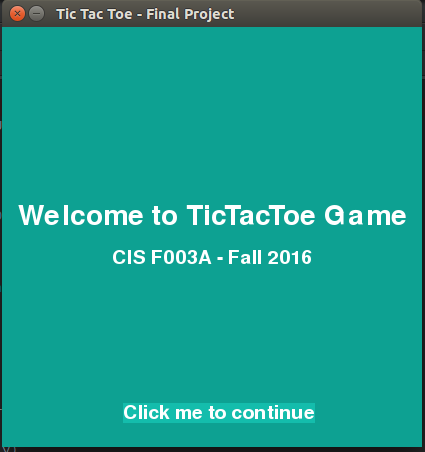 Tic Tac Toe - Final Project
Welcome to TicTacToe Game
CIS F003A - Fall 2016
Click me to continue